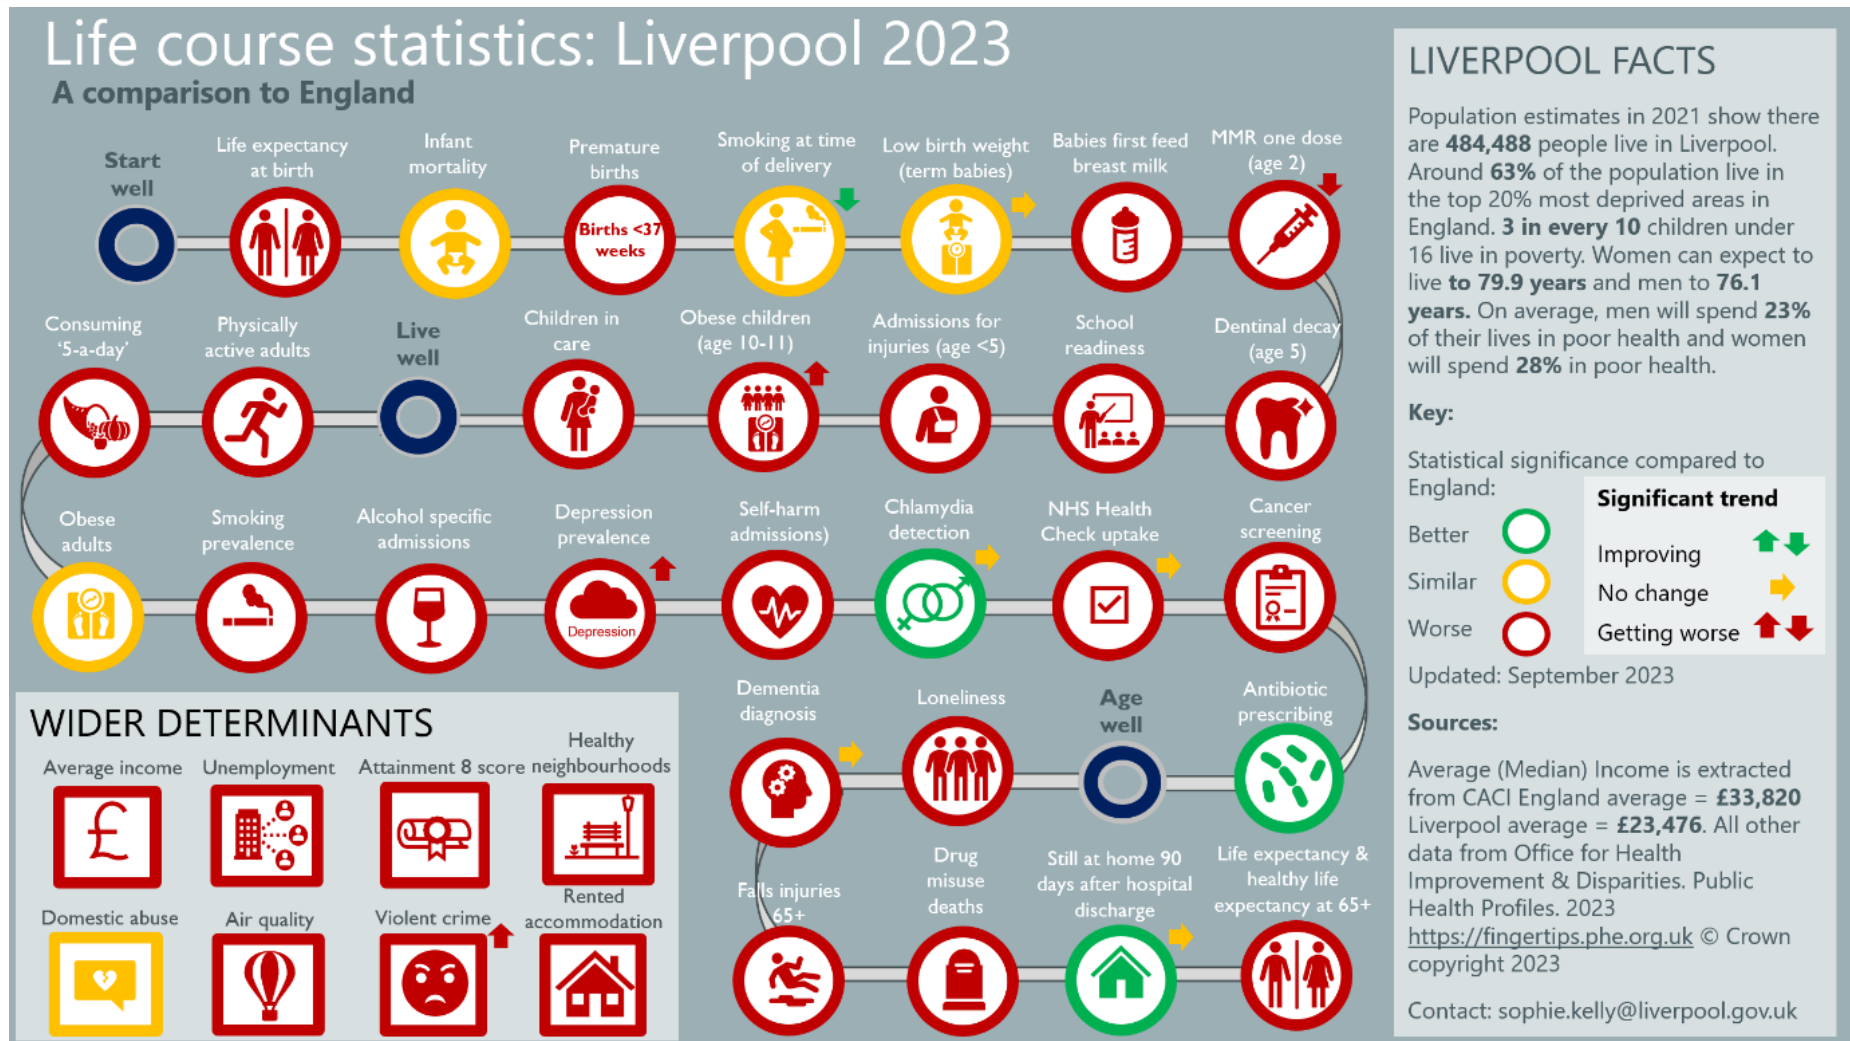 Life course statistics: Liverpool 2023
A comparison to England
Start
well
Life expectancy
at birth
Infant
mortality
Premature
births
Births <37
weeks
Smoking at time
of delivery
Low birth weight
(term babies)
Babies first feed
breast milk
MMR one dose
(age 2)
Consuming
‘5-a-day’
Physically
active adults
Live
well
Children in
care
Obese children
(age 10-11)
Admissions for
injuries (age <5)
School
readiness
Dentinal decay
(age 5)
Obese
adults
Smoking
prevalence
Alcohol specific
admissions
Depression
prevalence
Depression
Self-harm
admissions)
Chlamydia
detection
NHS Health
Check uptake
Cancer
screening
Dementia
diagnosis
Loneliness
Age
well
Antibiotic
prescribing
Falls injuries
65+
Drug
misuse
deaths
Still at home 90
days after hospital
discharge
Life expectancy &
healthy life
expectancy at 65+
WIDER DETERMINANTS
Average income
Unemployment
Attainment 8 score
Healthy
neighbourhoods
Domestic abuse
Air quality
Violent crime
Rented
accommodation
LIVERPOOL FACTS
Population estimates in 2021 show there
are 484,488 people live in Liverpool.
Around 63% of the population live in
the top 20% most deprived areas in
England. 3 in every 10 children under
16 live in poverty. Women can expect to
live to 79.9 years and men to 76.1
years. On average, men will spend 23%
of their lives in poor health and women
will spend 28% in poor health.
Key:
Statistical significance compared to
England:
Better
Similar
Worse
Significant trend
Improving
No change
Getting worse
Updated: September 2023
Sources:
Average (Median) Income is extracted
from CACI England average = £33,820
Liverpool average = £23,476. All other
data from Office for Health
Improvement & Disparities. Public
Health Profiles. 2023
https://fingertips.phe.org.uk © Crown
copyright 2023
Contact: sophie.kelly@liverpool.gov.uk